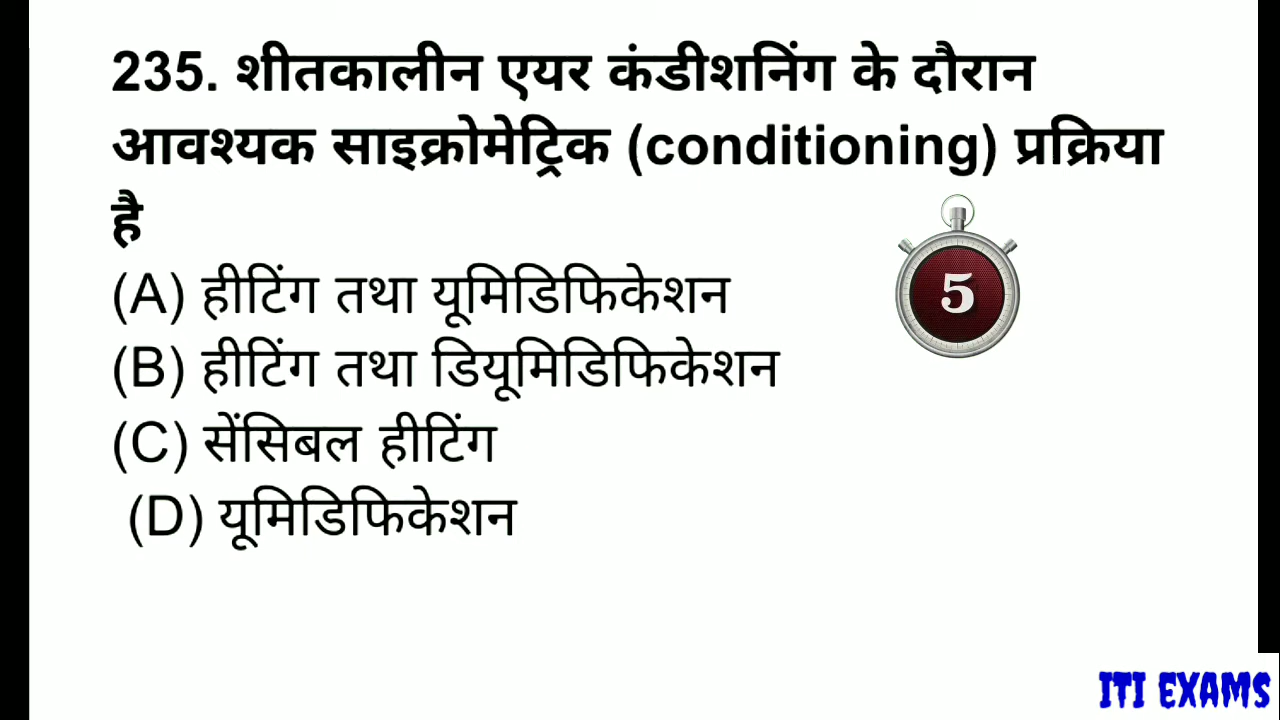 235. शीतकालीन एयर कंडीशनिंग के दौरान
आवश्यक साइक्रोमेट्रिक (conditioning) प्रक्रिया
है
5
(A) हीटिंग तथा यूमिडिफिकेशन
(B) हीटिंग तथा डियूमिडिफिकेशन
(C) सेंसिबल हीटिंग
(D) यूमिडिफिकेशन
ITI EXAMS